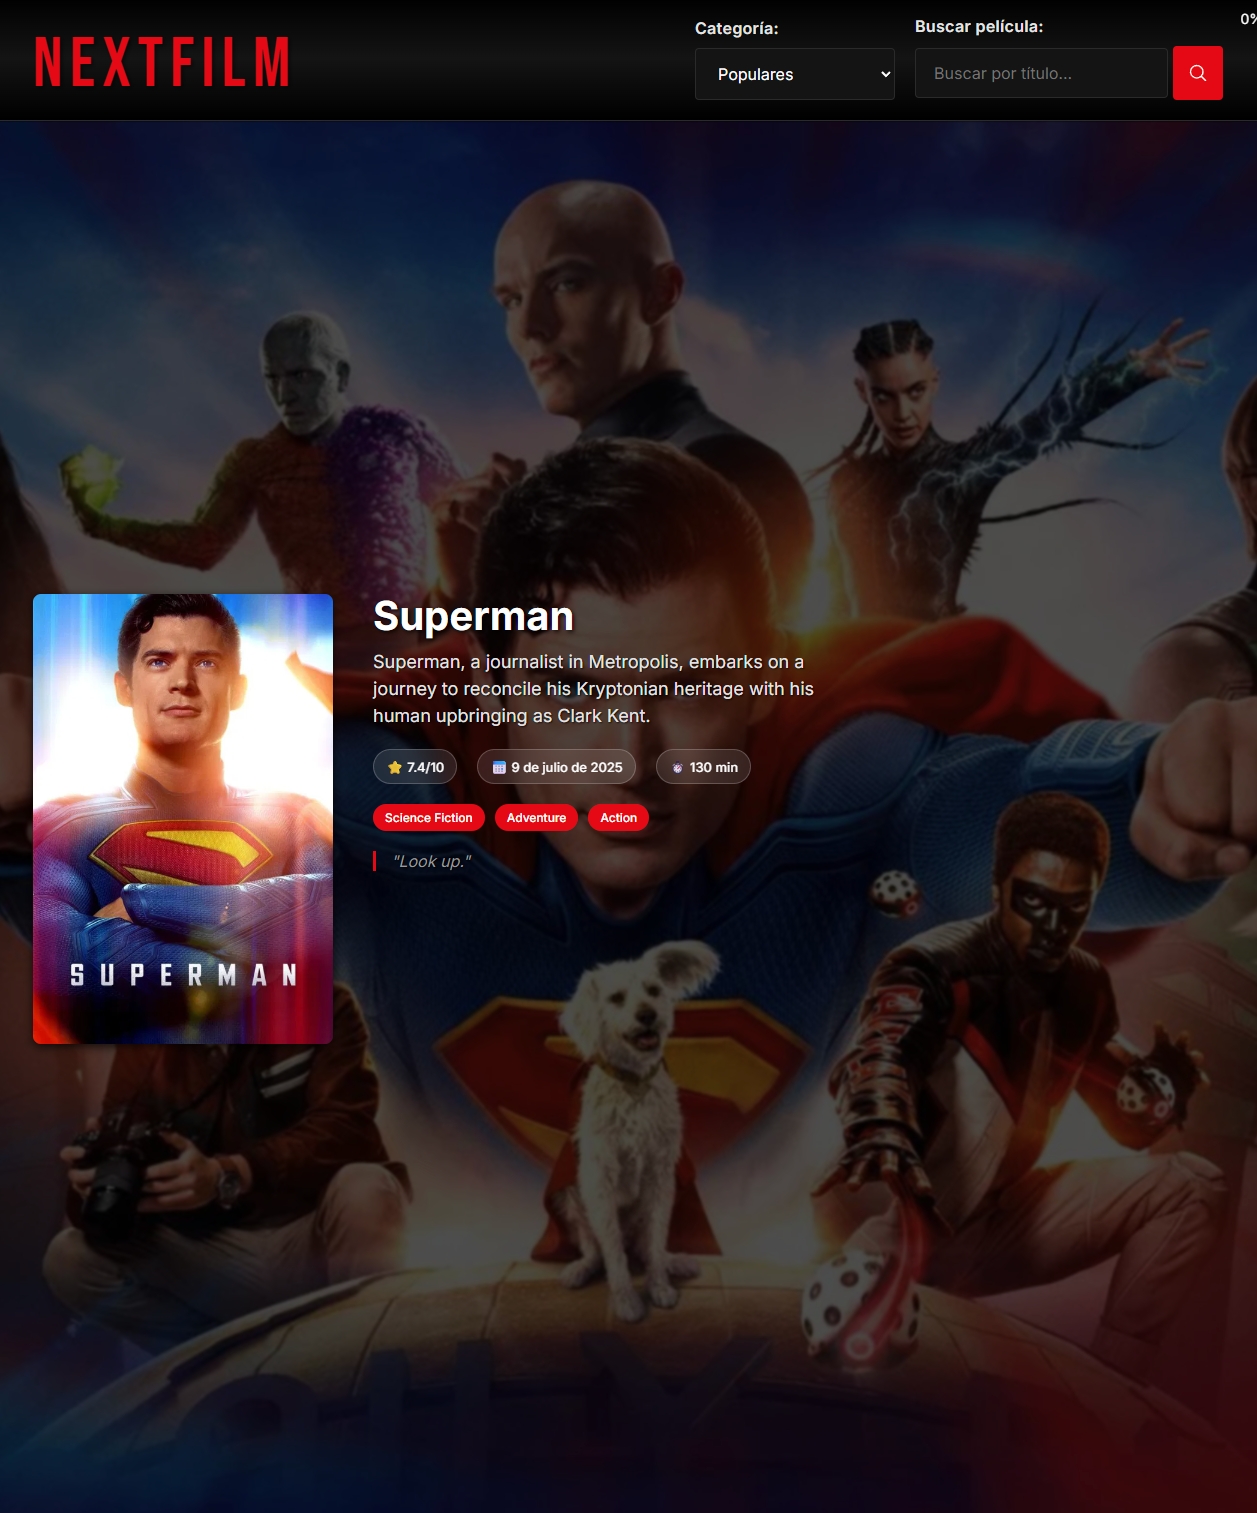 NEXTFILM
Categoría:
Populares
Buscar película:
Buscar por título...
0%
Superman
Superman, a journalist in Metropolis, embarks on a
journey to reconcile his Kryptonian heritage with his
human upbringing as Clark Kent.
7.4/10
9 de julio de 2025
130 min
Science Fiction
Adventure
Action
"Look up."
SUPERMAN